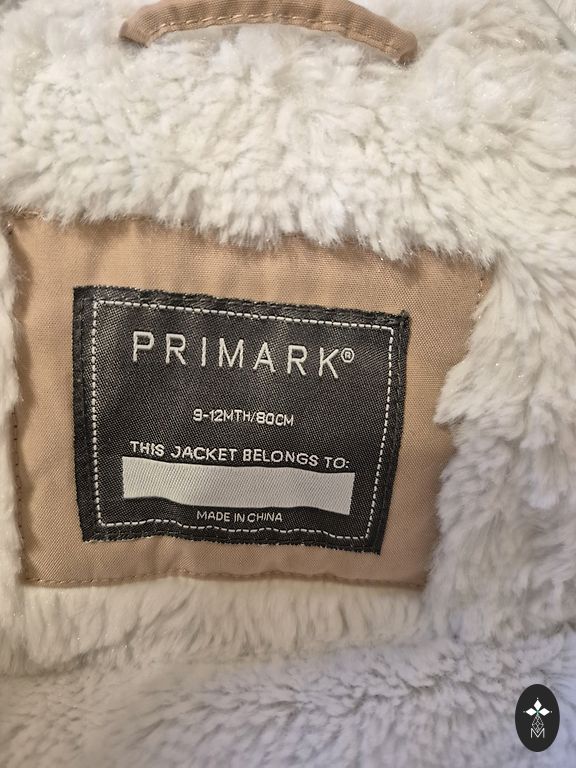 PRIMARK®
9-12MTH/80CM
THIS JACKET BELONGS TO:
MADE IN CHINA
M